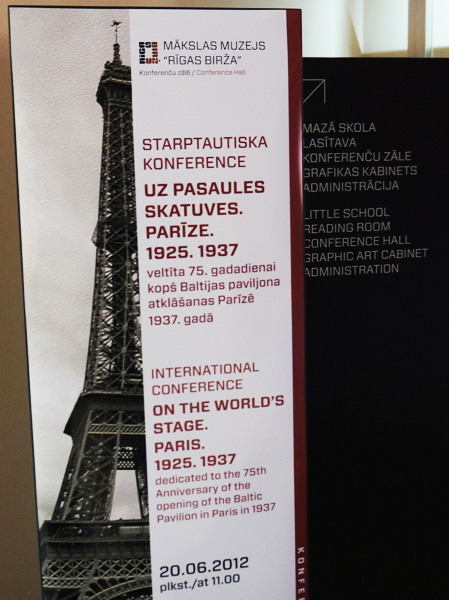 MĀKSLAS MUZEJS
"RĪGAS BIRŽA"
Konferenču zālē / Conference Hall
STARPTAUTISKA
KONFERENCE
UZ PASAULES
SKATUVES.
PARĪZE.
1925. 1937
veltīta 75. gadadienai
kopš Baltijas paviljona
atklāšanas Parīzē
1937. gadā
INTERNATIONAL
CONFERENCE
ON THE WORLD'S
STAGE.
PARIS.
1925. 1937
dedicated to the 75th
Anniversary of the
opening of the Baltic
Pavilion in Paris in 1937
20.06.2012
plkst./at 11.00
KONFE
MAZĀ SKOLA
LASĪTAVA
KONFERENČU ZĀLE
GRAFIKAS KABINETS
ADMINISTRĀCIJA
LITTLE SCHOOL
READING ROOM
CONFERENCE HALL
GRAPHIC ART CABINET
ADMINISTRATION